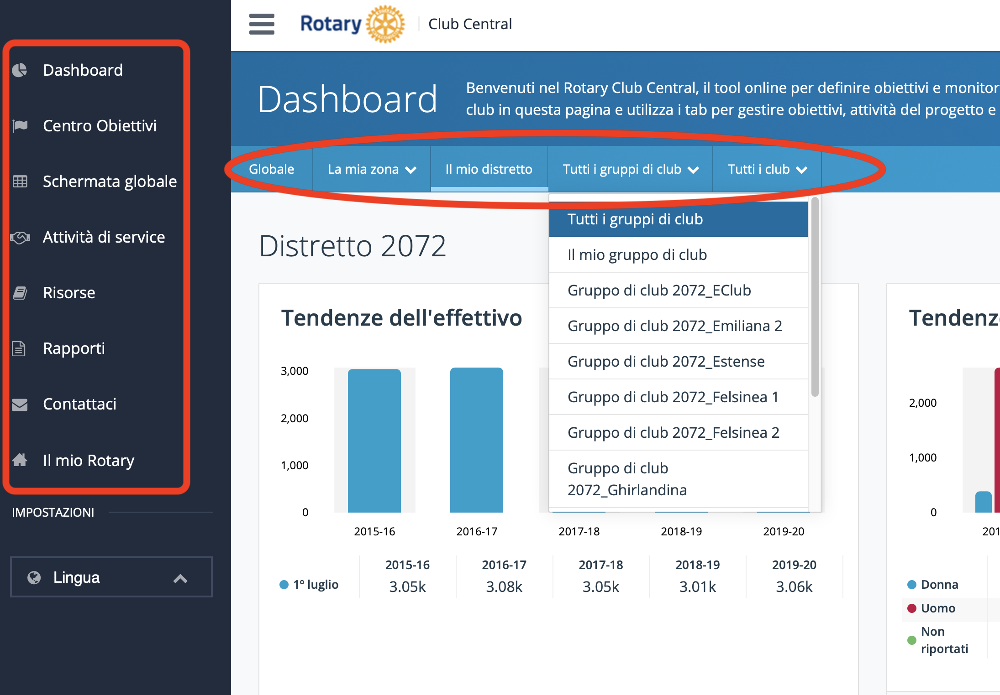 Dashboard
Centro Obiettivi
Schermata globale
Attività di service
Risorse
Rapporti
Contattaci
Il mio Rotary
IMPOSTAZIONI
Lingua
Rotary
Club Central
Dashboard
Benvenuti nel Rotary Club Central, il tool online per definire obiettivi e monitor
club in questa pagina e utilizza i tab per gestire obiettivi, attività del progetto e
Globale
La mia zona
Il mio distretto
Tutti i gruppi di club
Tutti i club
Tutti i gruppi di club
Il mio gruppo di club
Gruppo di club 2072_EClub
Gruppo di club 2072_Emiliana 2
Gruppo di club 2072_Estense
Gruppo di club 2072_Felsinea 1
Gruppo di club 2072_Felsinea 2
Gruppo di club
2072_Ghirlandina
Distretto 2072
Tendenze dell'effettivo
3,000
2,000
1,000
0
2015-16 2016-17 2017-18 2018-19 2019-20
2015-16 2016-17 2017-18 2018-19 2019-20
1º luglio 3.05k 3.08k 3.05k 3.01k 3.06k
Tendenz
2,000
1,000
0
201
Donna
Uomo
Non
riportati